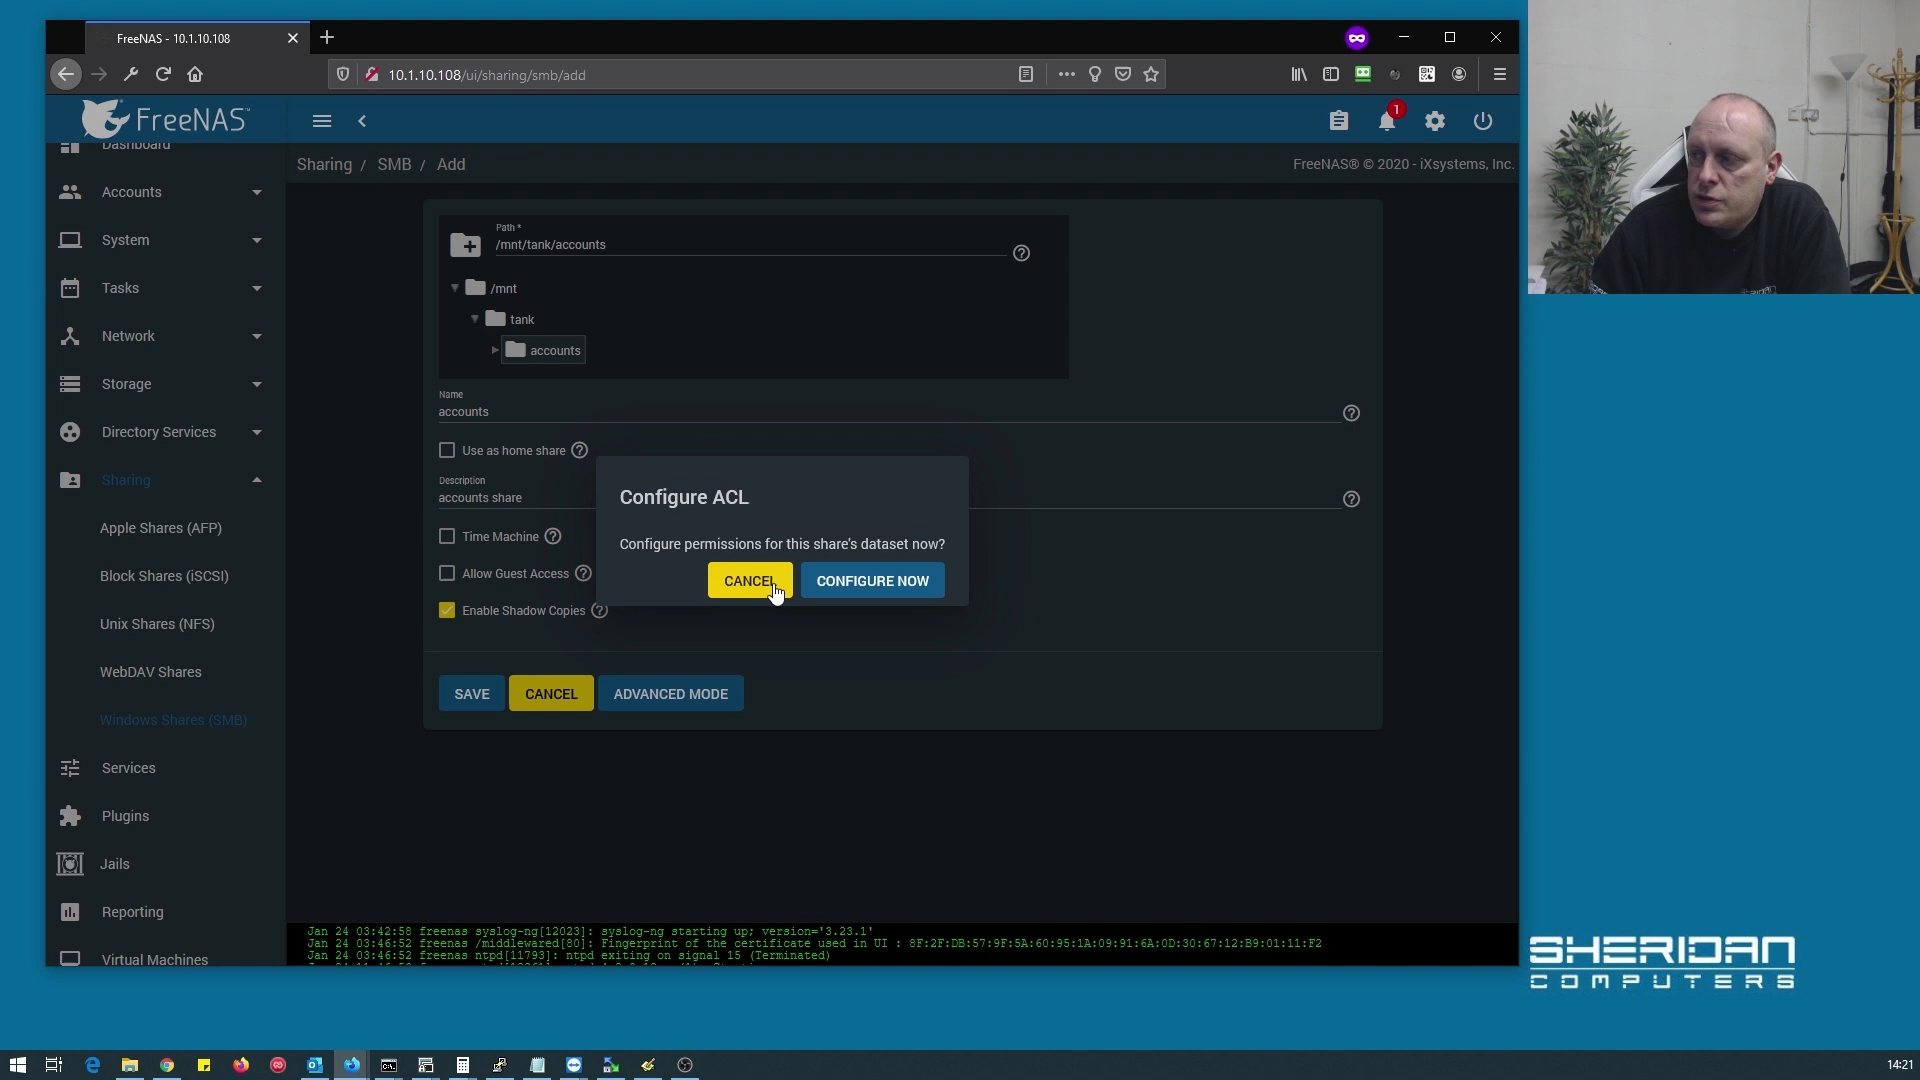 FreeNAS - 10.1.10.108
10.1.10.108/ui/sharing/smb/add
FreeNAS
1
Sharing / SMB / Add
FreeNAS® © 2020 - iXsystems, Inc.
Dashboard
Accounts
System
Tasks
Network
Storage
Directory Services
Sharing
Apple Shares (AFP)
Block Shares (iSCSI)
Unix Shares (NFS)
WebDAV Shares
Windows Shares (SMB)
Services
Plugins
Jails
Reporting
Virtual Machines
Path *
/mnt/tank/accounts
/mnt
tank
accounts
Name
accounts
Use as home share
Description
accounts share
Time Machine
Allow Guest Access
Enable Shadow Copies
Configure ACL
Configure permissions for this share's dataset now?
CANCEL CONFIGURE NOW
SAVE CANCEL ADVANCED MODE
Jan 24 03:42:58 freenas syslog-ng[12023]: syslog-ng starting up; version='3.23.1'
Jan 24 03:46:52 freenas /middlewared[80]: Fingerprint of the certificate used in UI : 8F:2F:DB:57:9F:5A:60:95:1A:09:91:6A:0D:30:67:12:B9:01:11:F2
Jan 24 03:46:52 freenas ntpd[11793]: ntpd exiting on signal 15 (Terminated)
SHERIDAN
COMPUTERS
14:21